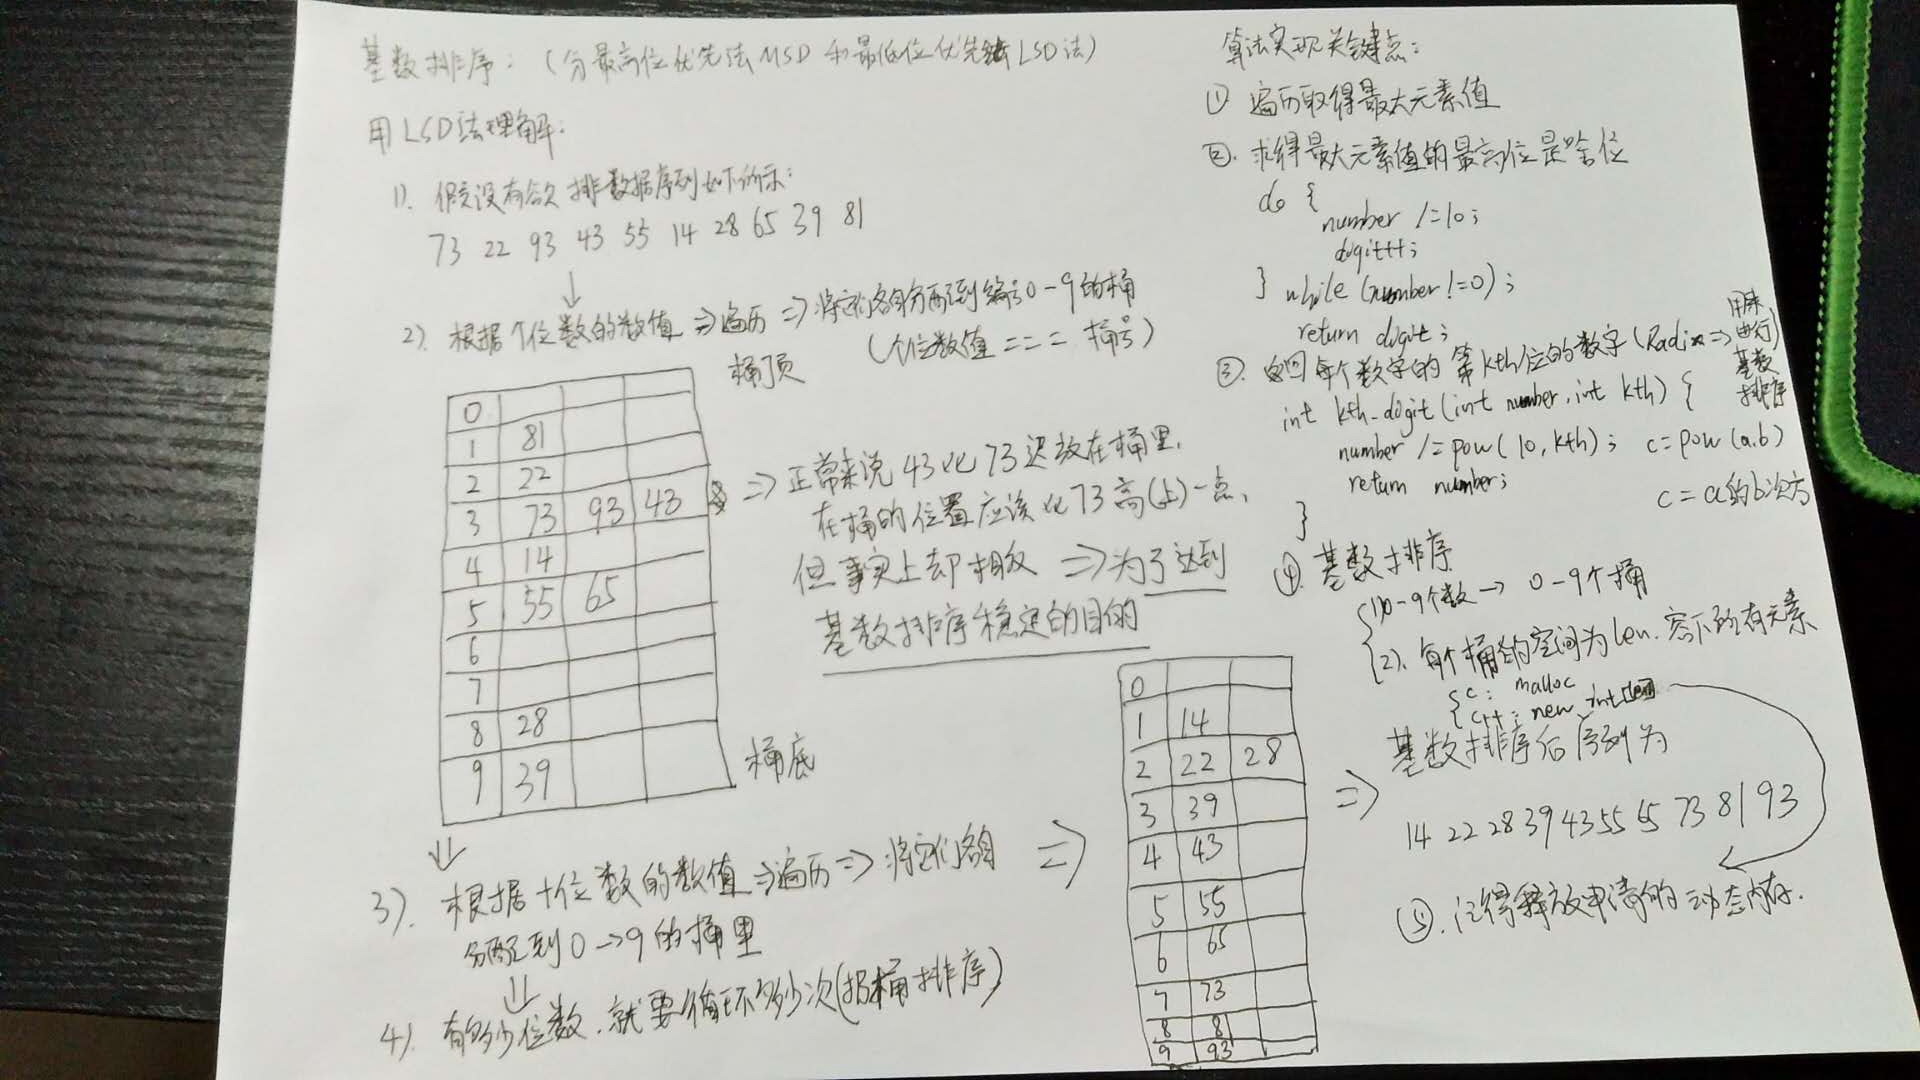 基数排序：（分最高位优先法MSD和最低位优先法LSD法）
用LSD法理解：
1）. 假设有欲排数据序列如下所示：
73 22 93 43 55 14 28 65 39 81
↓
2）. 根据个位数的数值 => 遍历 => 将它们各自分配到编号0-9的桶
（个位数值 === 桶号）
桶顶
0
1 81
2 22
3 73 93 43
4 14
5 55 65
6
7
8 28
9 39
桶底
=> 正常来说43比73迟放在桶里，
在桶的位置应该比73高(上)一点，
但事实上却相反 => 为了达到
基数排序稳定的目的
3）. 根据十位数的数值 => 遍历 => 将它们各自
分配到0->9的桶里
=>
0
1 14
2 22 28
3 39
4 43
5 55
6 65
7 73
8 81
9 93
4）. 有多少位数，就要循环多少次(按桶排序)
算法实现关键点：
① 遍历取得最大元素值
②. 求得最大元素值的最高位是啥位
do {
number /=10;
digit++;
} while (number !=0);
return digit;
③. 返回每个数字的第kth位的数字(Radix => 用来进行基数排序
int kth_digit(int number, int kth) {
number /= pow(10, kth); c=pow(a.b)
return number; c=a的b次方
}
④. 基数排序
1）0-9个数 -> 0-9个桶
2）. 每个桶的空间为len. 容下所有元素
c: malloc
c++: new int
=> 基数排序后序列为
14 22 28 39 43 55 65 73 81 93
⑤. 记得释放申请的动态内存.